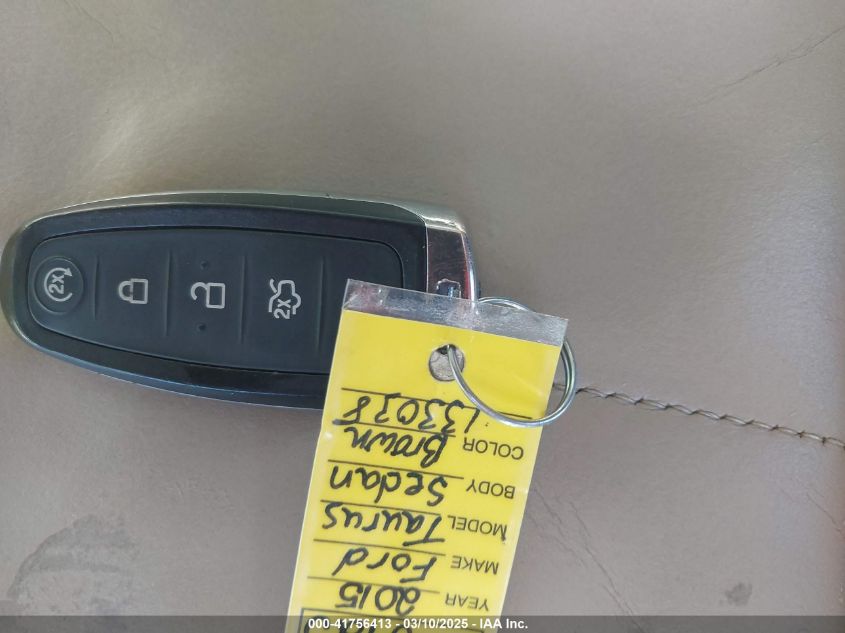 YEAR 2015
MAKE Ford
MODEL Taurus
BODY Sedan
COLOR Brown
133038
2x
2x
000-41756413 - 03/10/2025 - IAA Inc.